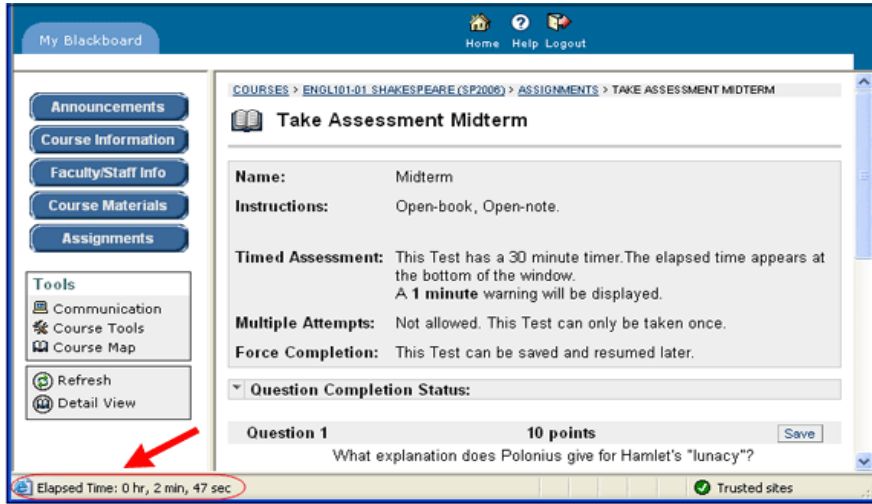 My Blackboard
Home Help Logout
Announcements
Course Information
Faculty/Staff Info
Course Materials
Assignments
Tools
Communication
Course Tools
Course Map
Refresh
Detail View
COURSES > ENGL101-01 SHAKESPEARE (SP2006) > ASSIGNMENTS > TAKE ASSESSMENT MIDTERM
Take Assessment Midterm
Name: Midterm
Instructions: Open-book, Open-note.
Timed Assessment: This Test has a 30 minute timer.The elapsed time appears at
the bottom of the window.
A 1 minute warning will be displayed.
Multiple Attempts: Not allowed. This Test can only be taken once.
Force Completion: This Test can be saved and resumed later.
Question Completion Status:
Question 1 10 points Save
What explanation does Polonius give for Hamlet's "lunacy"?
Elapsed Time: 0 hr, 2 min, 47 sec
Trusted sites